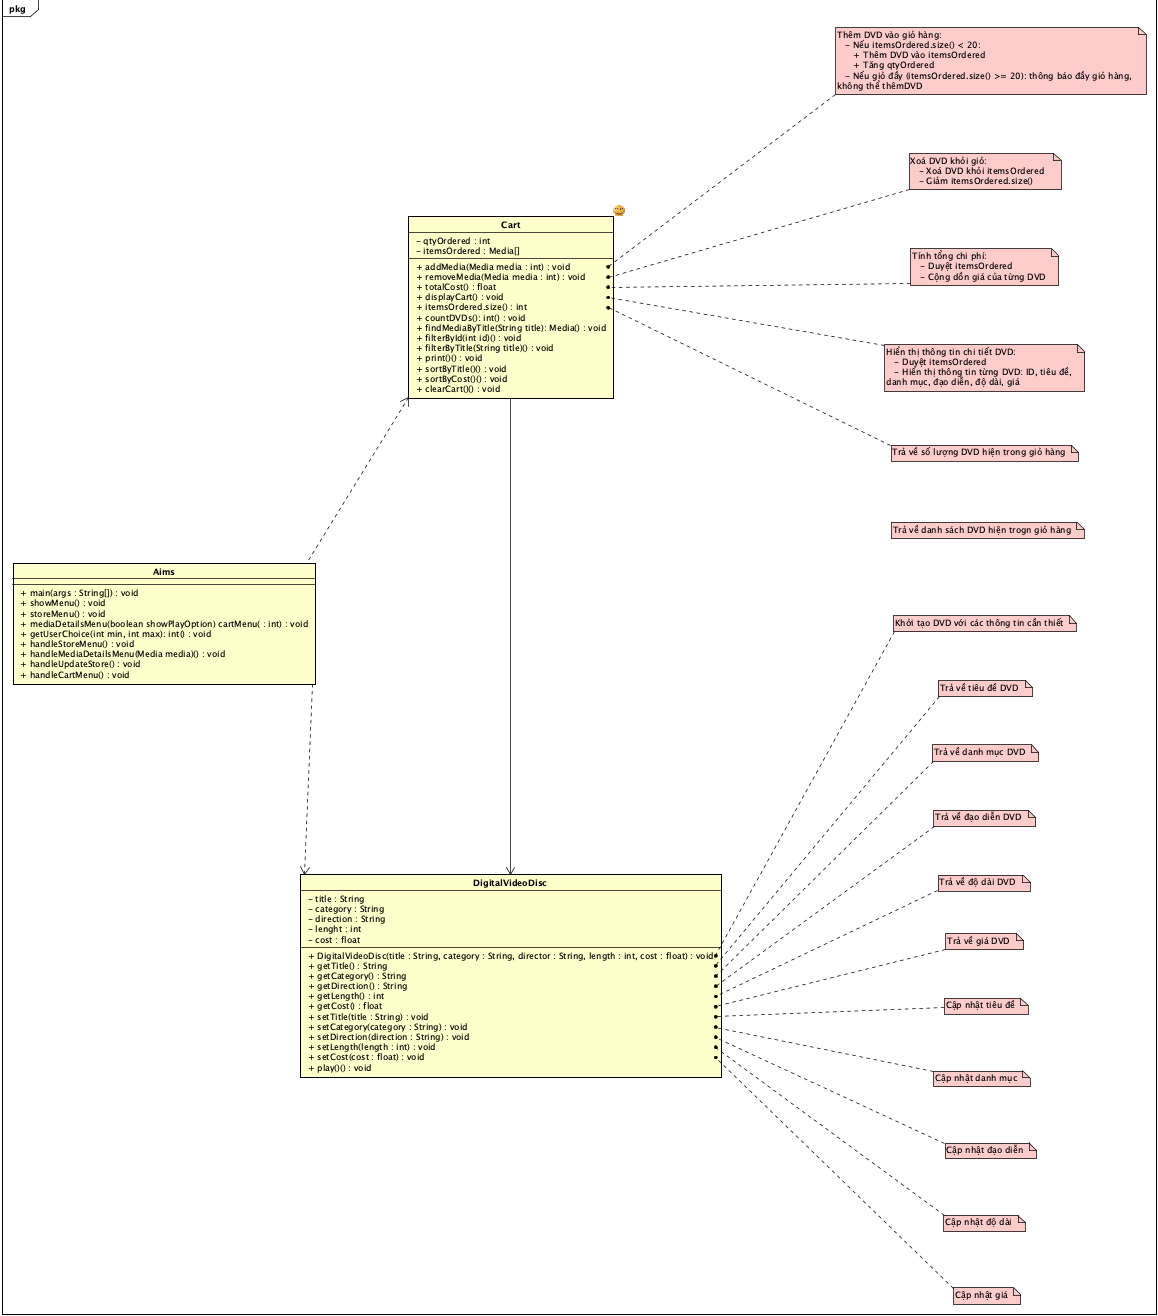 pkg
Thêm DVD vào giỏ hàng:
– Nếu itemsOrdered.size() < 20:
+ Thêm DVD vào itemsOrdered
+ Tăng qtyOrdered
– Nếu giỏ đầy (itemsOrdered.size() >= 20): thông báo đầy giỏ hàng,
không thể thêmDVD
Xoá DVD khỏi giỏ:
– Xoá DVD khỏi itemsOrdered
– Giảm itemsOrdered.size()
Tính tổng chi phí:
– Duyệt itemsOrdered
– Cộng dồn giá của từng DVD
Hiển thị thông tin chi tiết DVD:
– Duyệt itemsOrdered
– Hiển thị thông tin từng DVD: ID, tiêu đề,
danh mục, đạo diễn, độ dài, giá
Trả về số lượng DVD hiện trong giỏ hàng
Trả về danh sách DVD hiện trogn giỏ hàng
Cart
– qtyOrdered : int
– itemsOrdered : Media[]
+ addMedia(Media media : int) : void
+ removeMedia(Media media : int) : void
+ totalCost() : float
+ displayCart() : void
+ itemsOrdered.size() : int
+ countDVDs(): int() : void
+ findMediaByTitle(String title): Media() : void
+ filterById(int id)() : void
+ filterByTitle(String title)() : void
+ print()() : void
+ sortByTitle()() : void
+ sortByCost()() : void
+ clearCart()() : void
Aims
+ main(args : String[]) : void
+ showMenu() : void
+ storeMenu() : void
+ mediaDetailsMenu(boolean showPlayOption) cartMenu( : int) : void
+ getUserChoice(int min, int max): int() : void
+ handleStoreMenu() : void
+ handleMediaDetailsMenu(Media media)() : void
+ handleUpdateStore() : void
+ handleCartMenu() : void
DigitalVideoDisc
– title : String
– category : String
– direction : String
– lenght : int
– cost : float
+ DigitalVideoDisc(title : String, category : String, director : String, length : int, cost : float) : void
+ getTitle() : String
+ getCategory() : String
+ getDirection() : String
+ getLength() : int
+ getCost() : float
+ setTitle(title : String) : void
+ setCategory(category : String) : void
+ setDirection(direction : String) : void
+ setLength(length : int) : void
+ setCost(cost : float) : void
+ play()() : void
Khởi tạo DVD với các thông tin cần thiết
Trả về tiêu đề DVD
Trả về danh mục DVD
Trả về đạo diễn DVD
Trả về độ dài DVD
Trả về giá DVD
Cập nhật tiêu đề
Cập nhật danh mục
Cập nhật đạo diễn
Cập nhật độ dài
Cập nhật giá